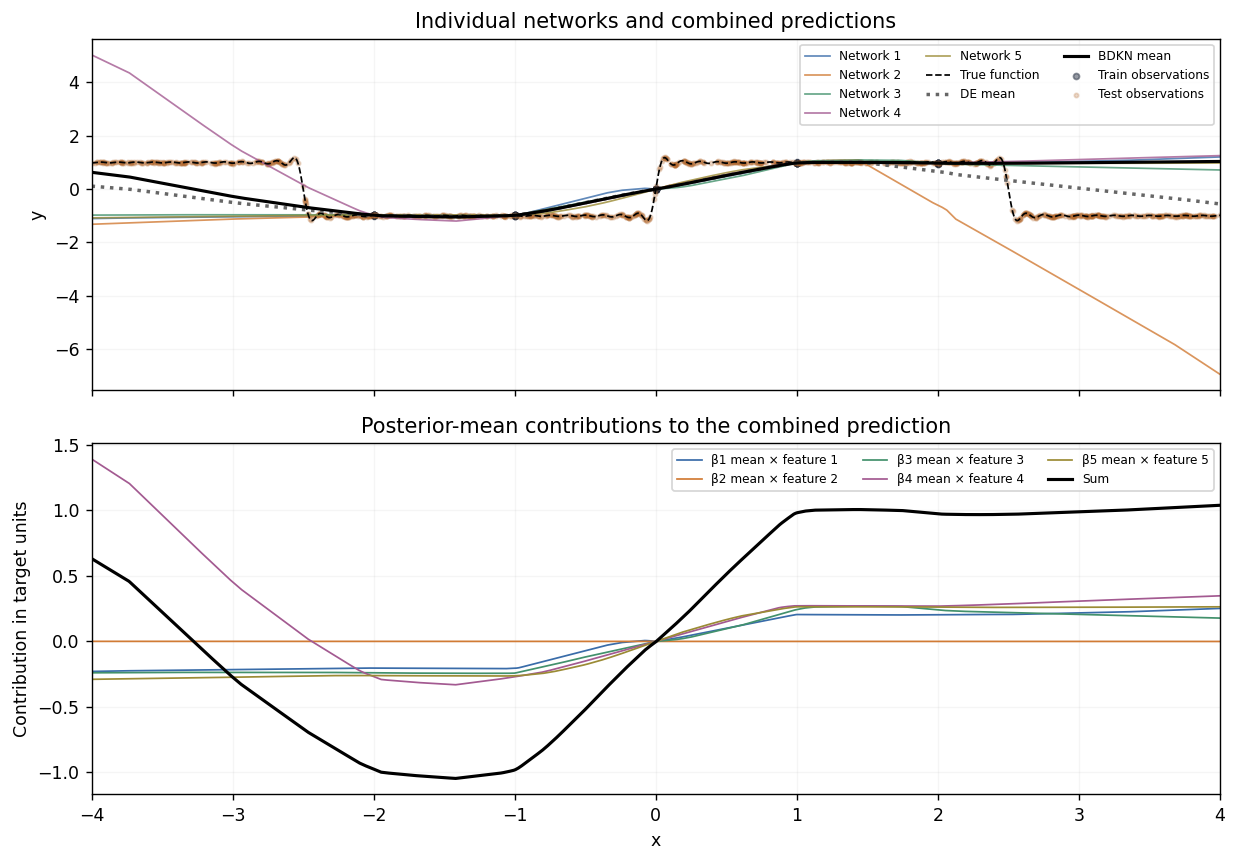 Individual networks and combined predictions
Network 1
Network 2
Network 3
Network 4
Network 5
True function
DE mean
BDKN mean
Train observations
Test observations
y
4
2
0
−2
−4
−6
Posterior-mean contributions to the combined prediction
β1 mean × feature 1
β2 mean × feature 2
β3 mean × feature 3
β4 mean × feature 4
β5 mean × feature 5
Sum
Contribution in target units
1.5
1.0
0.5
0.0
−0.5
−1.0
−4 −3 −2 −1 0 1 2 3 4
x